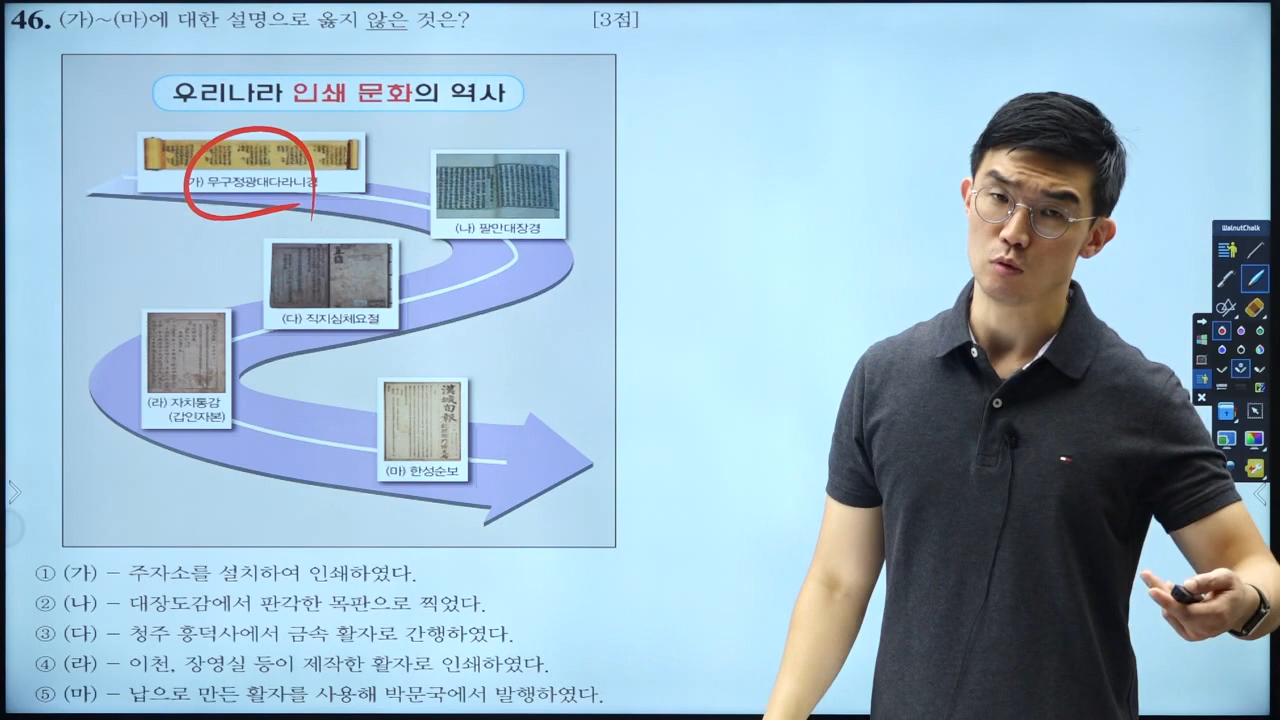 46. (가)~(마)에 대한 설명으로 옳지 않은 것은? [3점]
우리나라 인쇄 문화의 역사
(가) 무구정광대다라니경
(나) 팔만대장경
(다) 직지심체요절
(라) 자치통감
(갑인자본)
漢城旬報
(마) 한성순보
① (가) - 주자소를 설치하여 인쇄하였다.
② (나) - 대장도감에서 판각한 목판으로 찍었다.
③ (다) - 청주 흥덕사에서 금속 활자로 간행하였다.
④ (라) - 이천, 장영실 등이 제작한 활자로 인쇄하였다.
⑤ (마) - 납으로 만든 활자를 사용해 박문국에서 발행하였다.
WalnutChalk